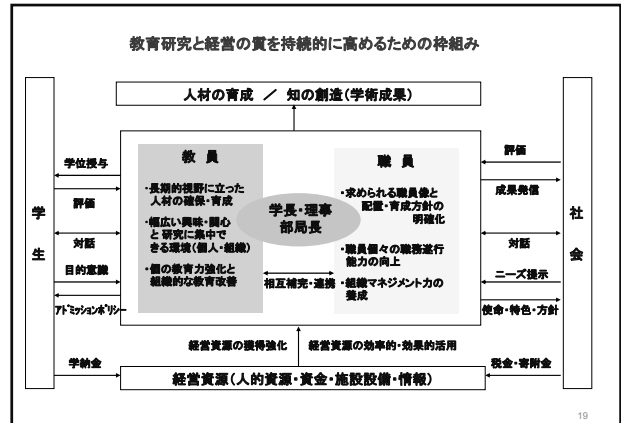 教育研究と経営の質を持続的に高めるための枠組み
人材の育成 ／ 知の創造（学術成果）
学生
学位授与
評価
対話
目的意識
ｱﾄﾞﾐｯｼｮﾝﾎﾟﾘｼｰ
学納金
教 員
・長期的視野に立った
人材の確保・育成
・幅広い興味・関心
と 研究に集中で
きる環境（個人・組織）
・個の教育力強化と
組織的な教育改善
学長・理事
部局長
相互補完・連携
職 員
・求められる職員像と
配置・育成方針の
明確化
・職員個々の職務遂行
能力の向上
・組織マネジメント力の
養成
評価
成果発信
対話
ニーズ提示
使命・特色・方針
税金・寄附金
社会
経営資源の獲得強化
経営資源の効率的・効果的活用
経営資源（人的資源・資金・施設設備・情報）
19